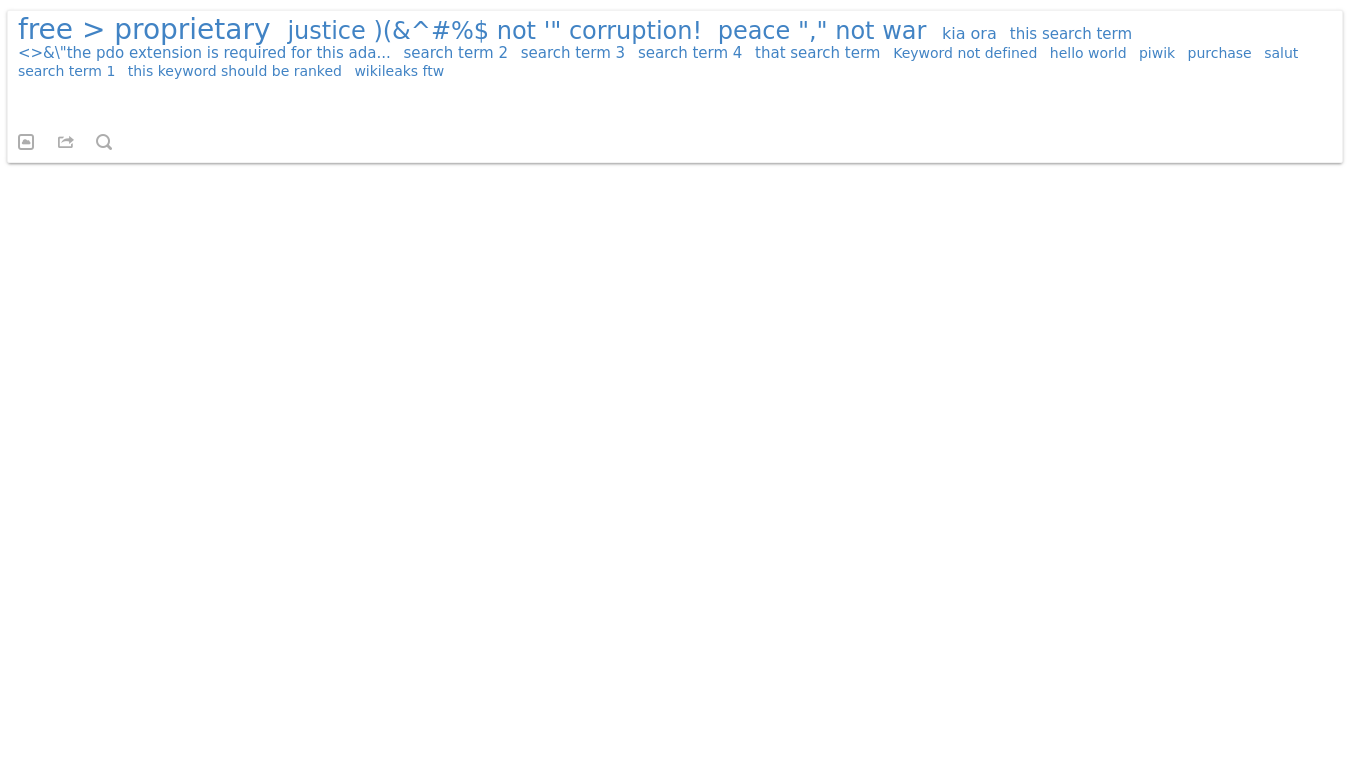 free > proprietary justice )(&^#%$ not '" corruption! peace "," not war kia ora this search term
<>&\"the pdo extension is required for this ada... search term 2 search term 3 search term 4 that search term Keyword not defined hello world piwik purchase salut
search term 1 this keyword should be ranked wikileaks ftw